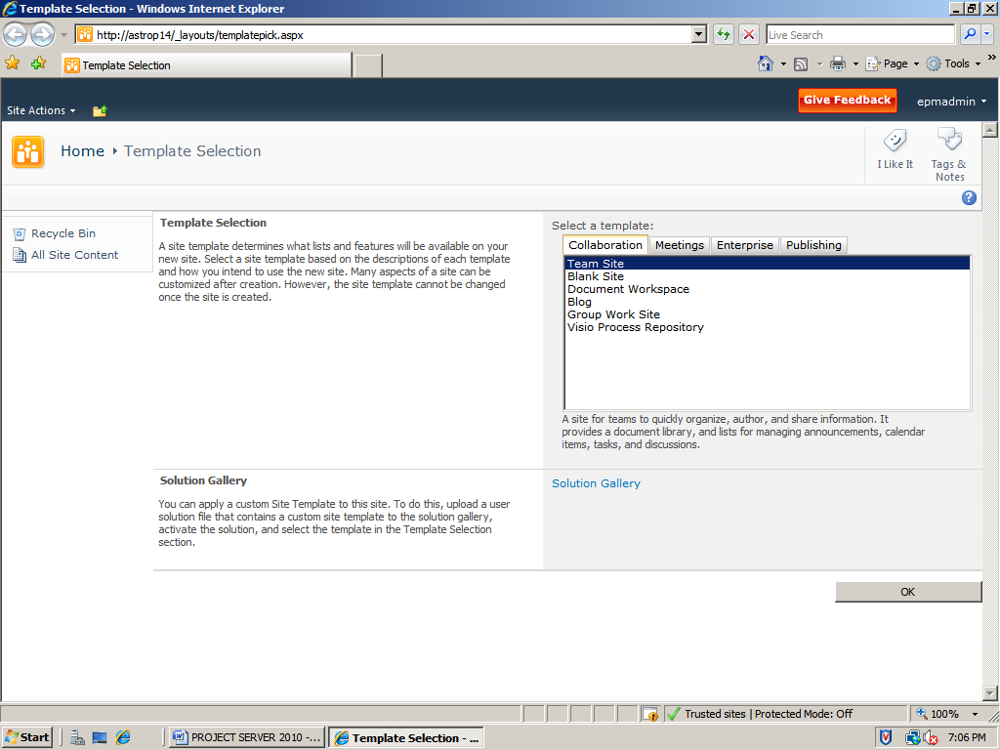 Template Selection - Windows Internet Explorer
http://astrop14/_layouts/templatepick.aspx
Live Search
Template Selection
Page
Tools
Site Actions
Give Feedback
epmadmin
Home
Template Selection
I Like It
Tags &
Notes
Recycle Bin
All Site Content
Template Selection
A site template determines what lists and features will be available on your
new site. Select a site template based on the descriptions of each template
and how you intend to use the new site. Many aspects of a site can be
customized after creation. However, the site template cannot be changed
once the site is created.
Select a template:
Collaboration Meetings Enterprise Publishing
Team Site
Blank Site
Document Workspace
Blog
Group Work Site
Visio Process Repository
A site for teams to quickly organize, author, and share information. It
provides a document library, and lists for managing announcements, calendar
items, tasks, and discussions.
Solution Gallery
You can apply a custom Site Template to this site. To do this, upload a user
solution file that contains a custom site template to the solution gallery,
activate the solution, and select the template in the Template Selection
section.
Solution Gallery
OK
Trusted sites | Protected Mode: Off
100%
Start
PROJECT SERVER 2010 -...
Template Selection - ...
7:06 PM